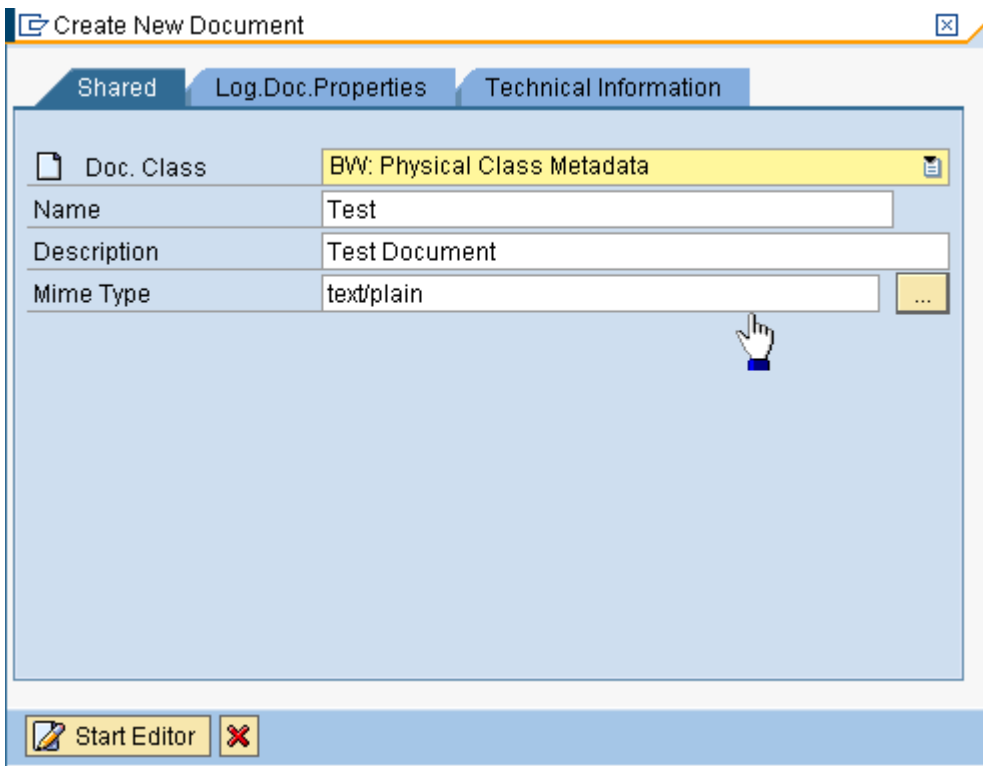 Create New Document
Shared Log.Doc.Properties Technical Information
Doc. Class BW: Physical Class Metadata
Name Test
Description Test Document
Mime Type text/plain ...
Start Editor